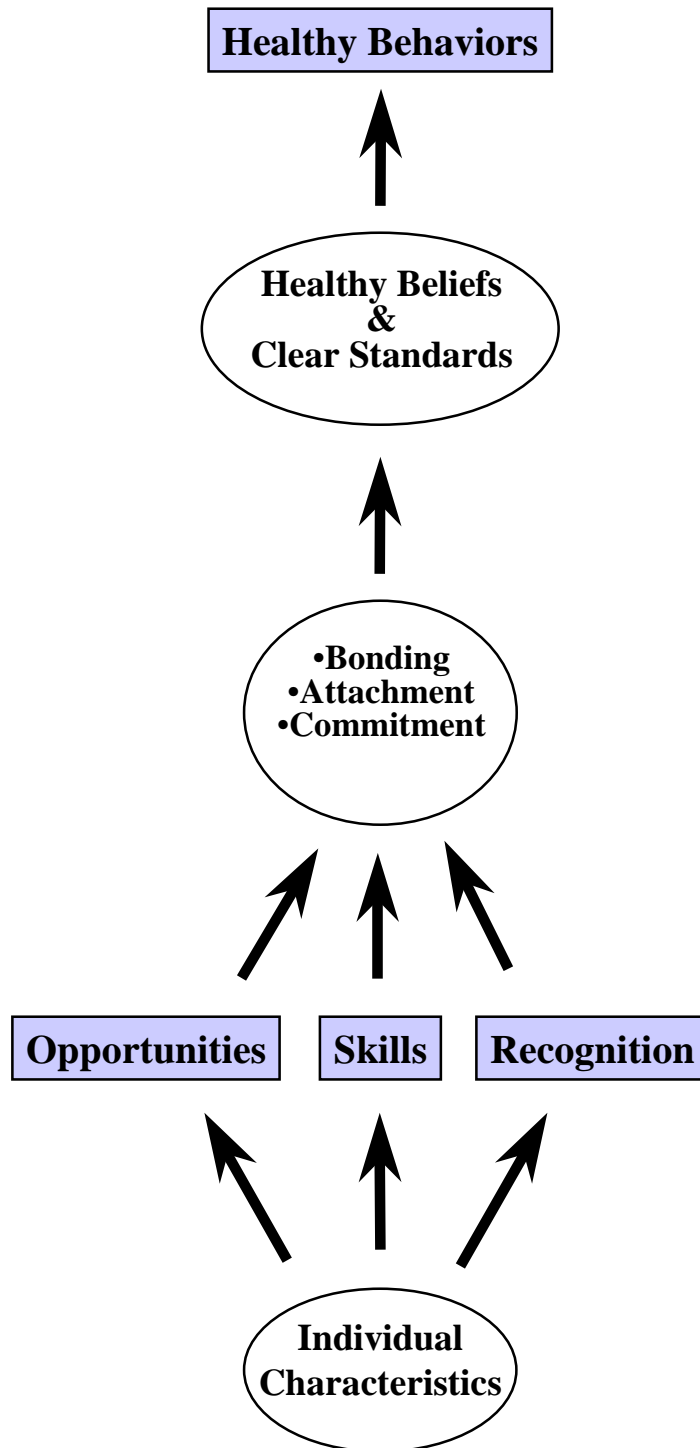 Healthy Behaviors
Healthy Beliefs
&
Clear Standards
•Bonding
•Attachment
•Commitment
Opportunities
Skills
Recognition
Individual
Characteristics